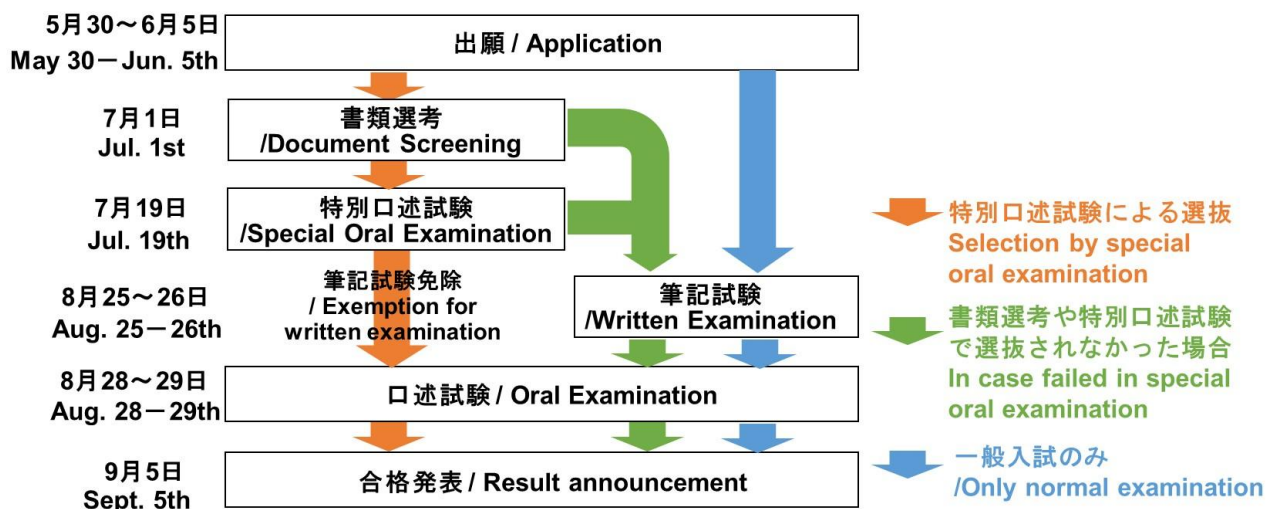 5月30～6月5日
May 30－Jun. 5th
出願 / Application
7月1日
Jul. 1st
書類選考
/Document Screening
7月19日
Jul. 19th
特別口述試験
/Special Oral Examination
筆記試験免除
/ Exemption for
written examination
8月25～26日
Aug. 25－26th
筆記試験
/Written Examination
8月28～29日
Aug. 28－29th
口述試験 / Oral Examination
9月5日
Sept. 5th
合格発表 / Result announcement
特別口述試験による選抜
Selection by special
oral examination
書類選考や特別口述試験
で選抜されなかった場合
In case failed in special
oral examination
一般入試のみ
/Only normal examination